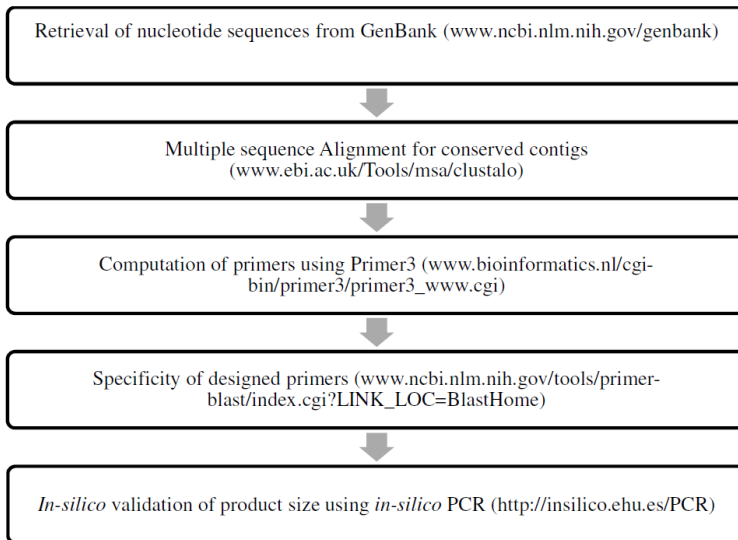 Retrieval of nucleotide sequences from GenBank (www.ncbi.nlm.nih.gov/genbank)
Multiple sequence Alignment for conserved contigs
(www.ebi.ac.uk/Tools/msa/clustalo)
Computation of primers using Primer3 (www.bioinformatics.nl/cgi-
bin/primer3/primer3_www.cgi)
Specificity of designed primers (www.ncbi.nlm.nih.gov/tools/primer-
blast/index.cgi?LINK_LOC=BlastHome)
In-silico validation of product size using in-silico PCR (http://insilico.ehu.es/PCR)